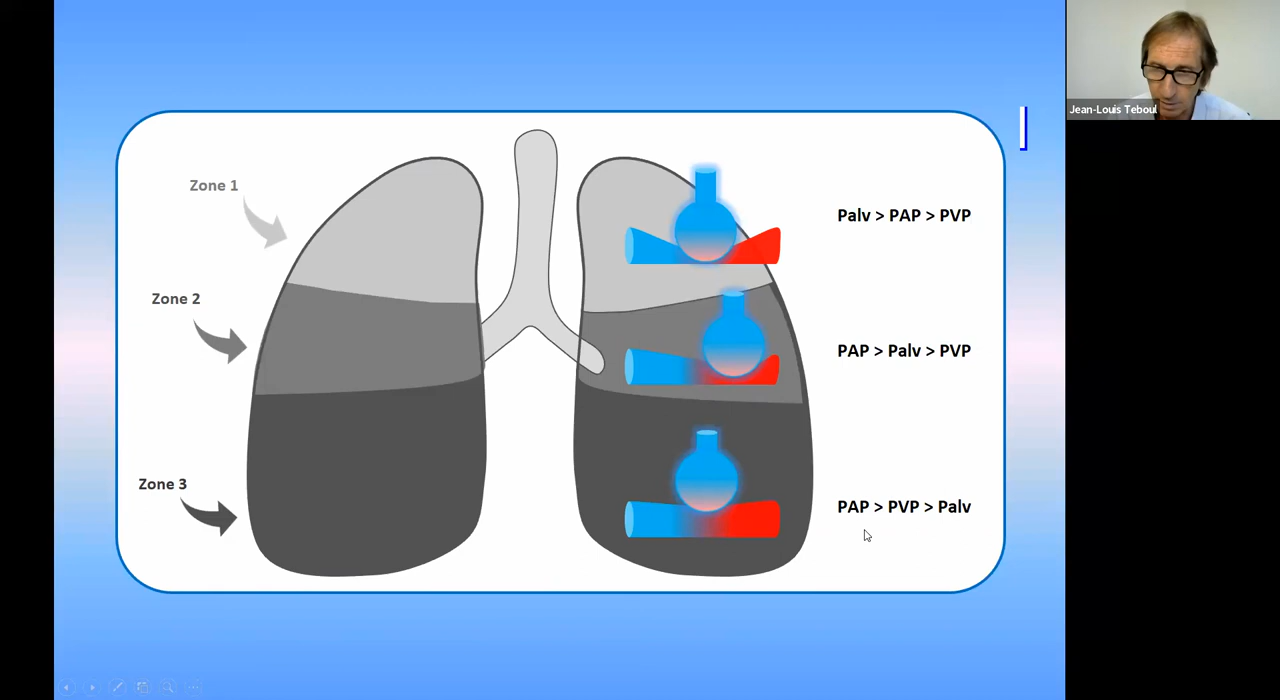 Jean-Louis Teboul
Zone 1
Palv > PAP > PVP
Zone 2
PAP > Palv > PVP
Zone 3
PAP > PVP > Palv